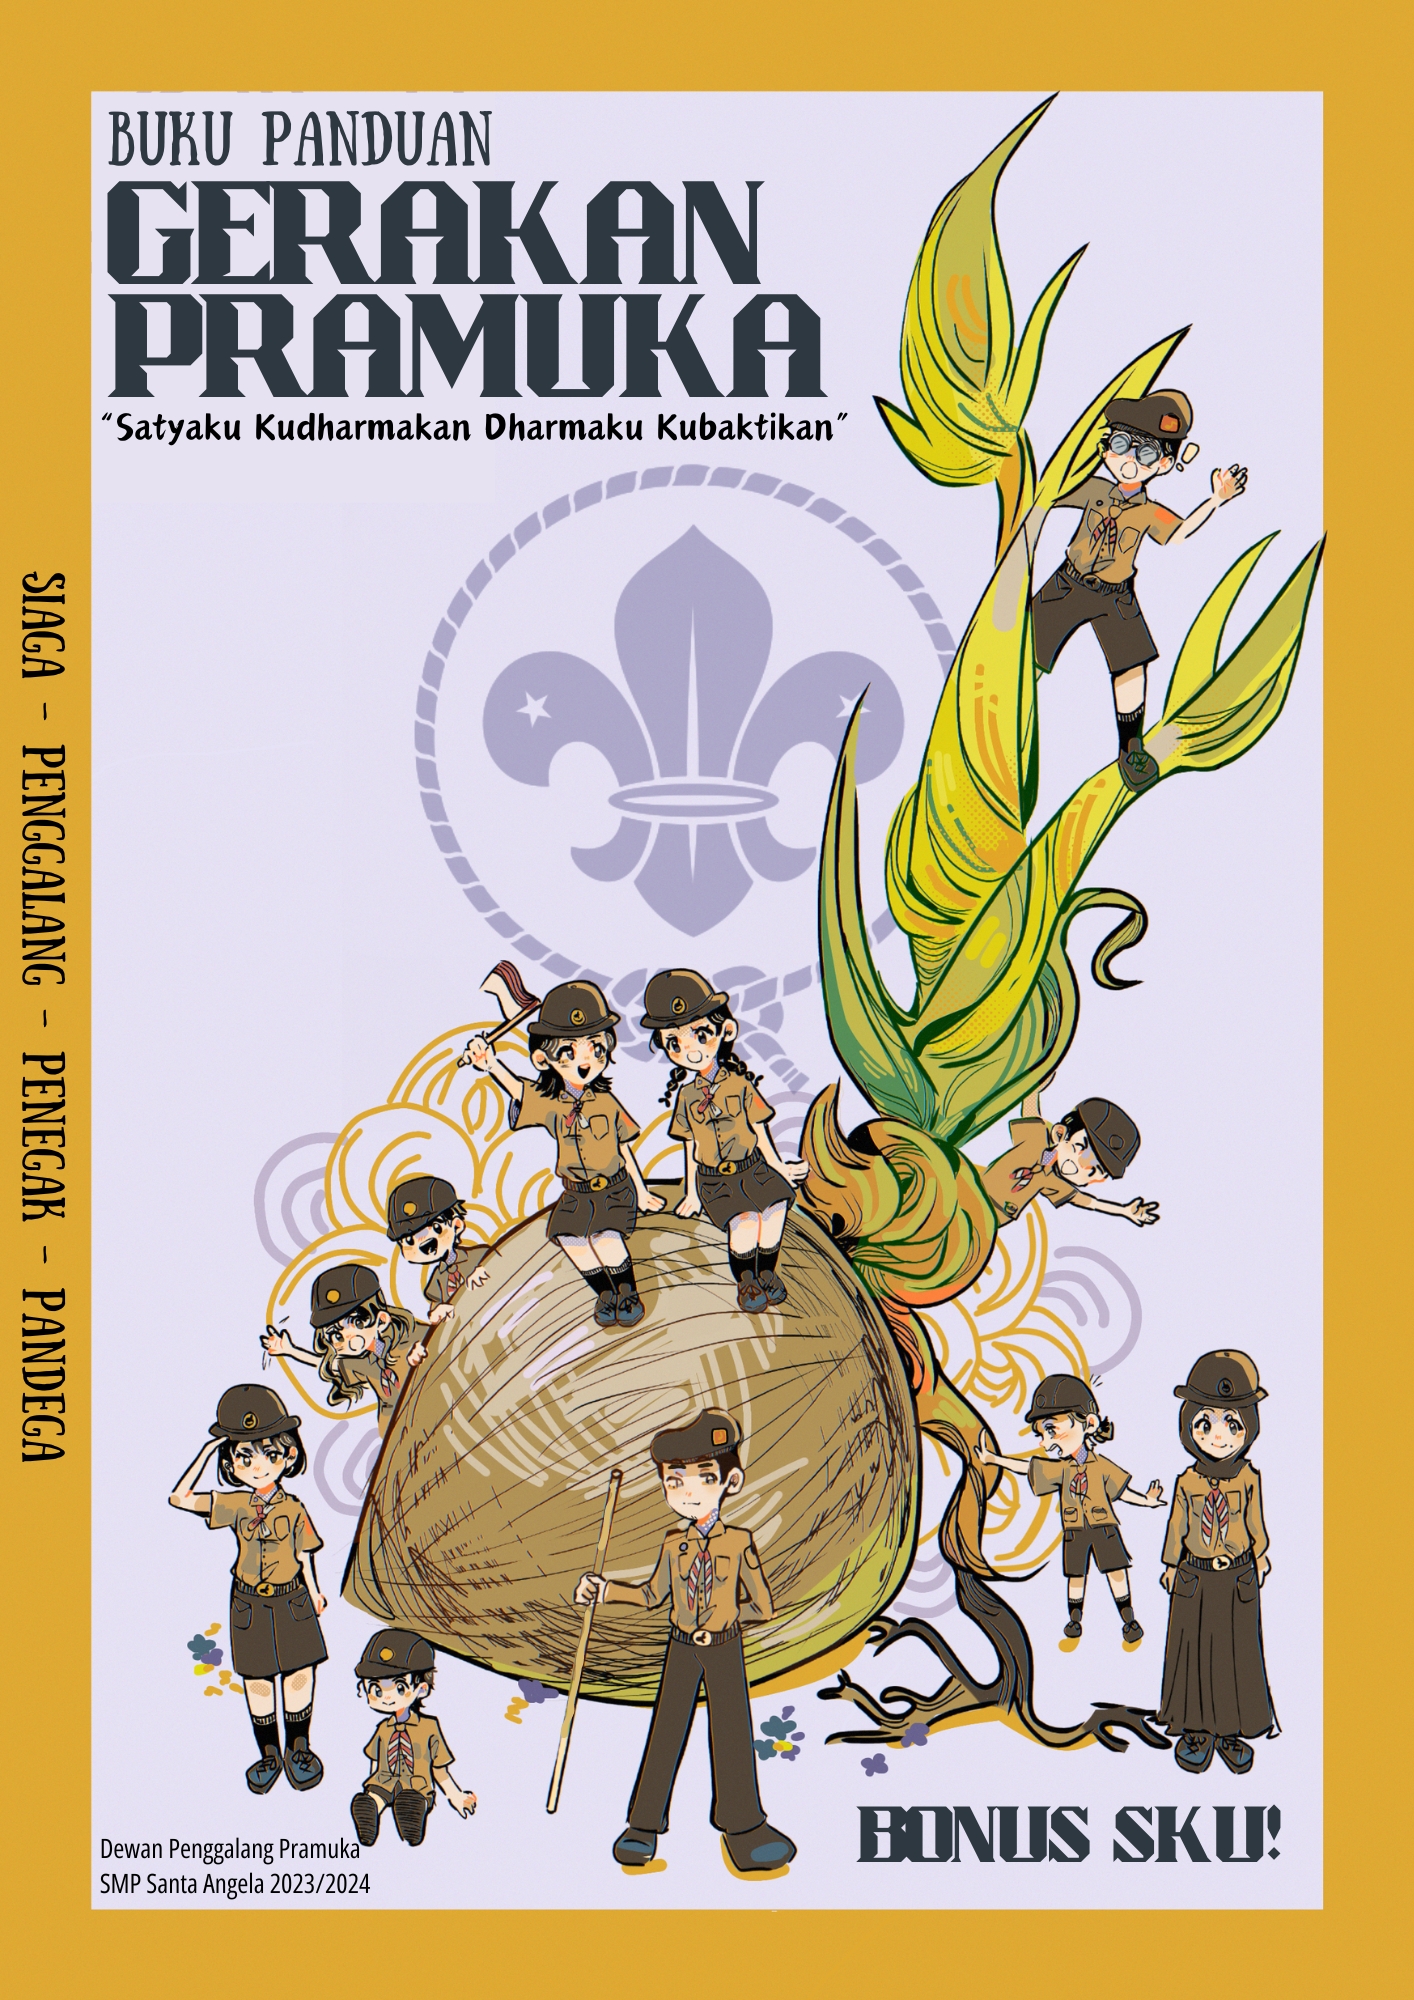 BUKU PANDUAN
GERAKAN
PRAMUKA
“Satyaku Kudharmakan Dharmaku Kubaktikan”
SIAGA - PENGGALANG - PENEGAK - PANDEGA
BONUS SKU!
Dewan Penggalang Pramuka
SMP Santa Angela 2023/2024